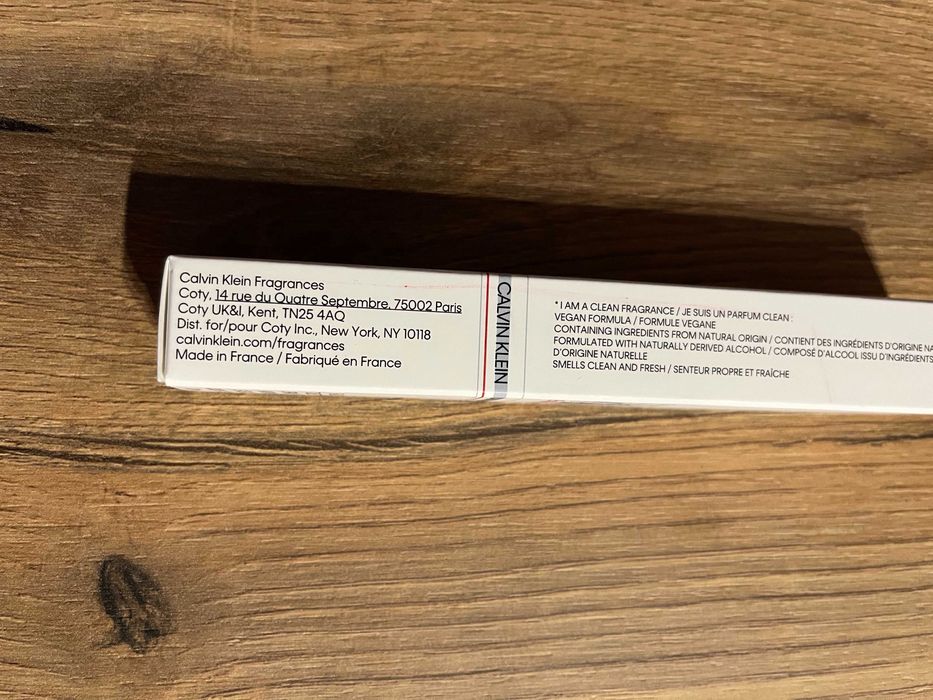 Calvin Klein Fragrances
Coty, 14 rue du Quatre Septembre, 75002 Paris
Coty UK&I, Kent, TN25 4AQ
Dist. for/pour Coty Inc., New York, NY 10118
calvinklein.com/fragrances
Made in France / Fabriqué en France
CALVIN KLEIN
*I AM A CLEAN FRAGRANCE / JE SUIS UN PARFUM CLEAN :
VEGAN FORMULA / FORMULE VEGANE
CONTAINING INGREDIENTS FROM NATURAL ORIGIN / CONTIENT DES INGRÉDIENTS D'ORIGINE NA
FORMULATED WITH NATURALLY DERIVED ALCOHOL / COMPOSÉ D'ALCOOL ISSU D'INGRÉDIENTS
D'ORIGINE NATURELLE
SMELLS CLEAN AND FRESH / SENTEUR PROPRE ET FRAÎCHE